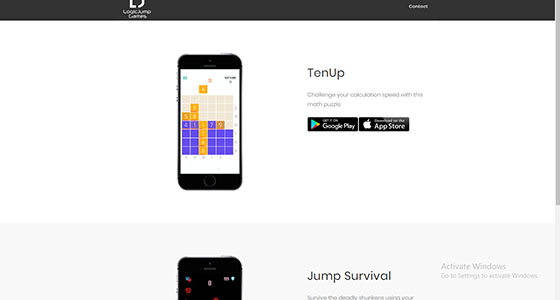 LogicJump
Games
Contact
TenUp
Challenge your calculation speed with this
math puzzle.
GET IT ON
Google Play
Download on the
App Store
Jump Survival
Survive the deadly shurikens using your
Activate Windows
Go to Settings to activate Windows.